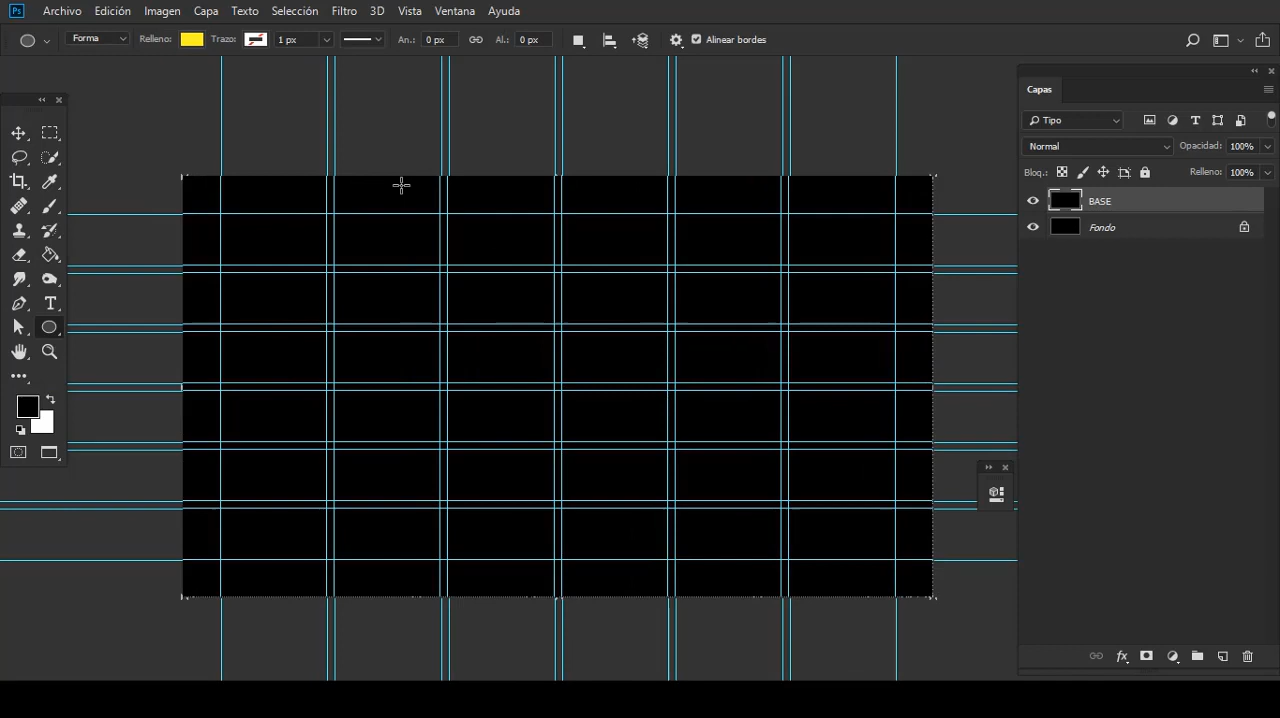 Ps Archivo Edición Imagen Capa Texto Selección Filtro 3D Vista Ventana Ayuda
Forma Relleno: Trazo: 1 px An.: 0 px Al.: 0 px Alinear bordes
Capas
Tipo
Normal Opacidad: 100%
Bloq.: Relleno: 100%
BASE
Fondo